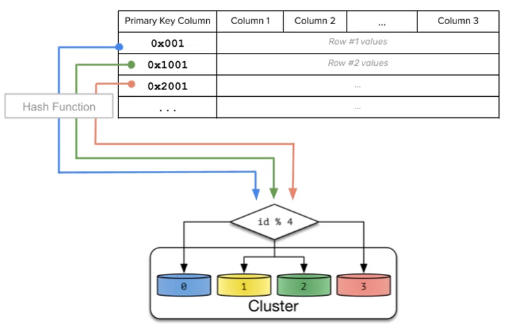 Primary Key Column Column 1 Column 2 ... Column 3
0x001 Row #1 values
0x1001 Row #2 values
0x2001 ...
... ...
Hash Function
id % 4
0 1 2 3
Cluster